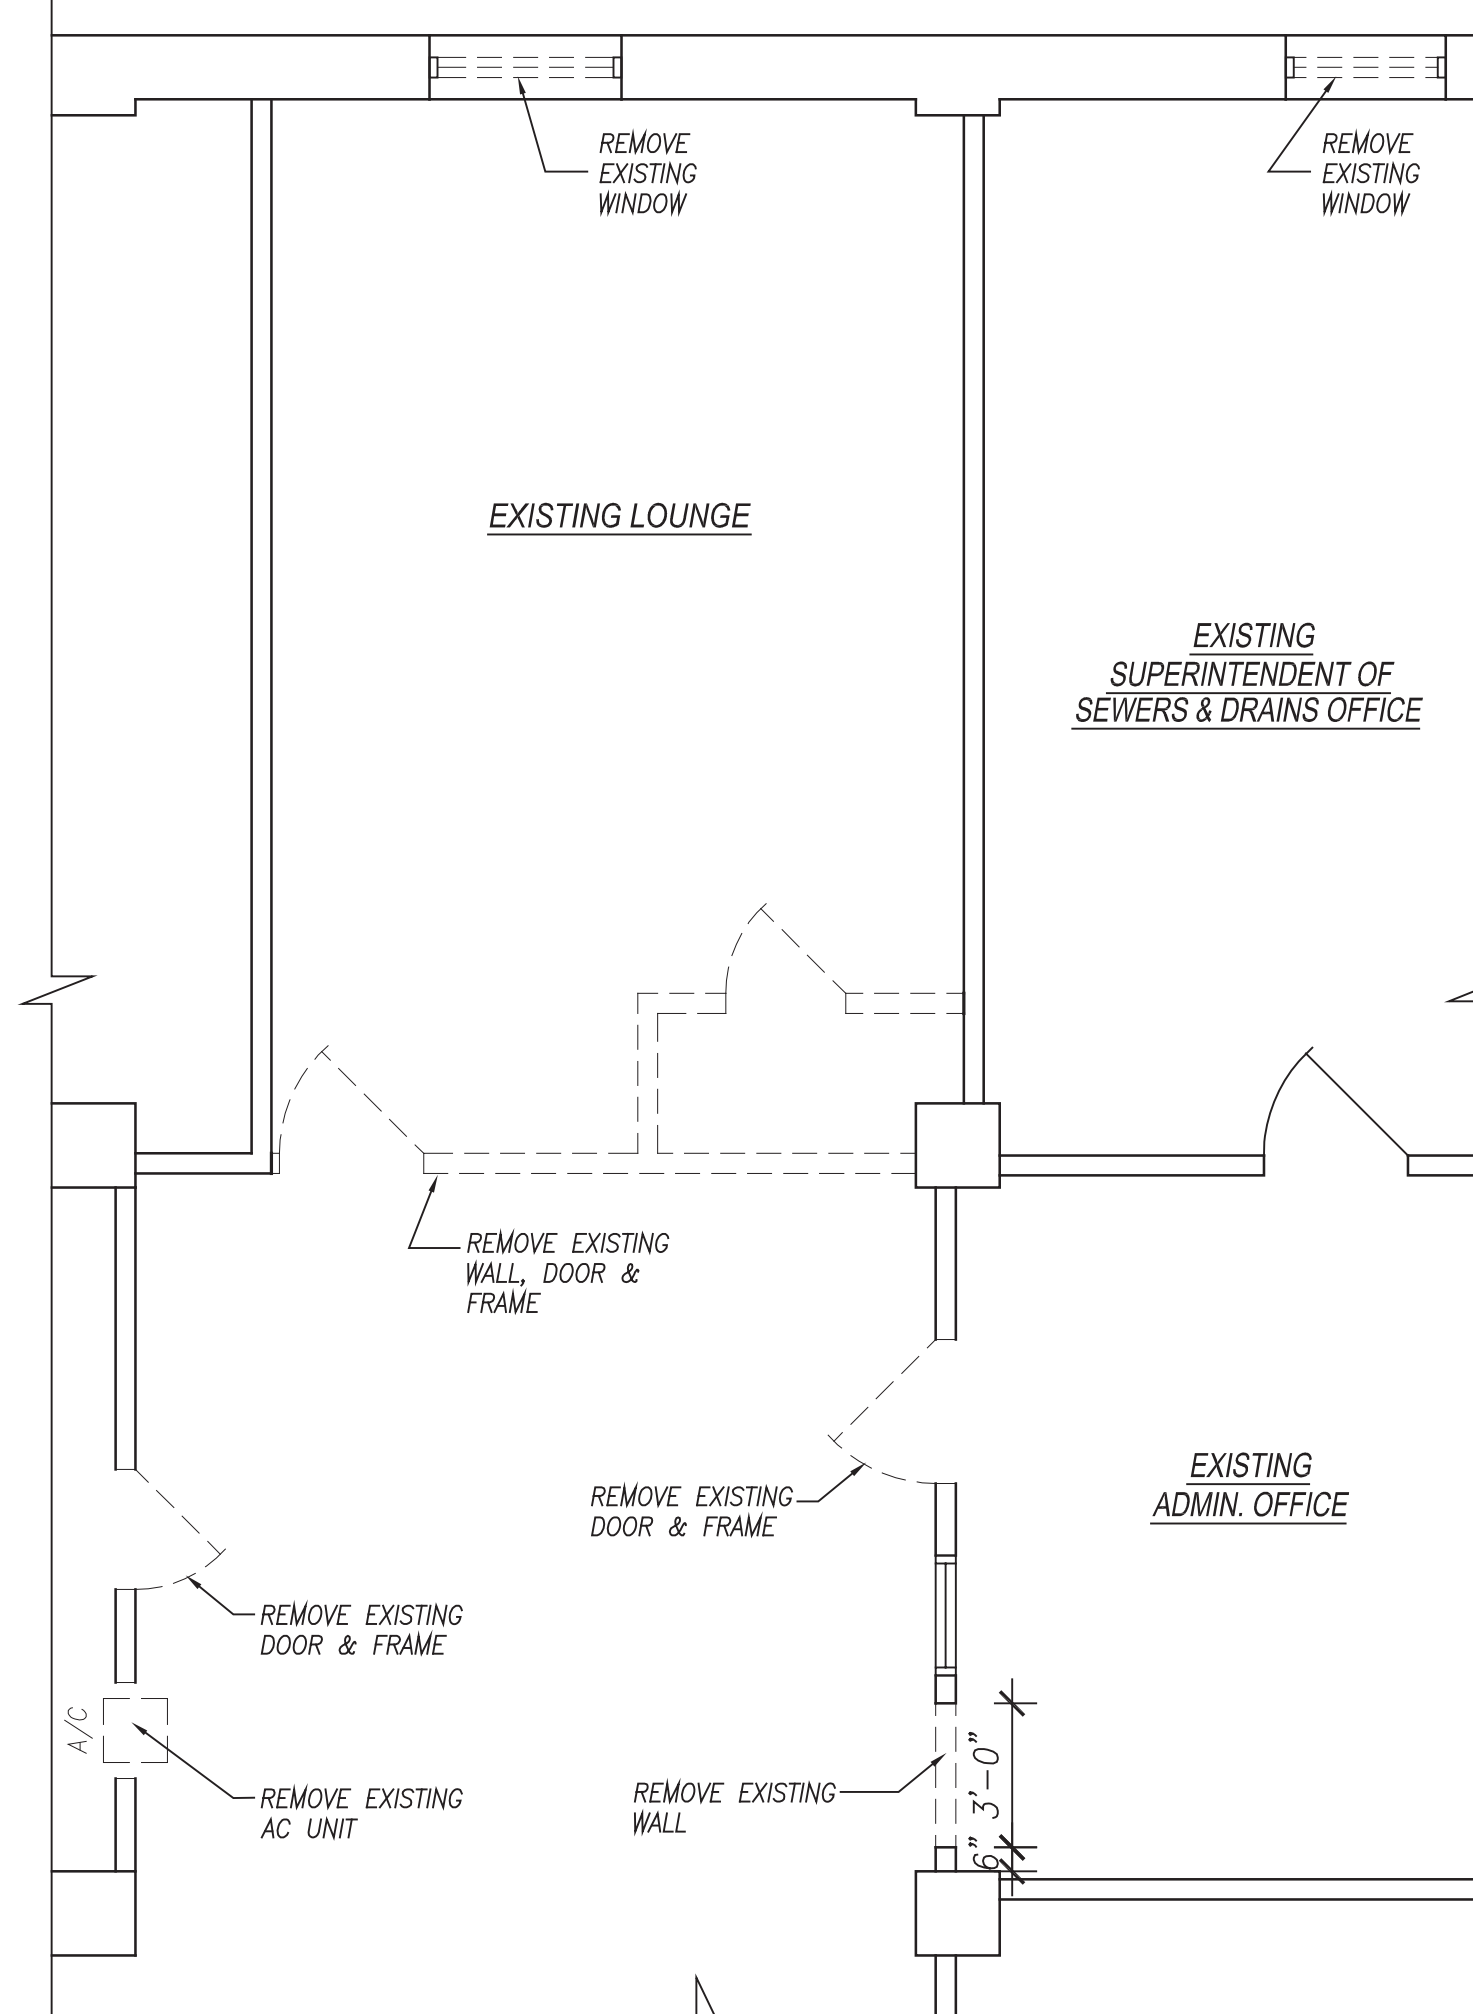 REMOVE
EXISTING
WINDOW
REMOVE
EXISTING
WINDOW
EXISTING LOUNGE
EXISTING
SUPERINTENDENT OF
SEWERS & DRAINS OFFICE
REMOVE EXISTING
WALL, DOOR &
FRAME
EXISTING
ADMIN. OFFICE
REMOVE EXISTING
DOOR & FRAME
REMOVE EXISTING
DOOR & FRAME
A/C
REMOVE EXISTING
AC UNIT
REMOVE EXISTING
WALL
3'-0"
6"